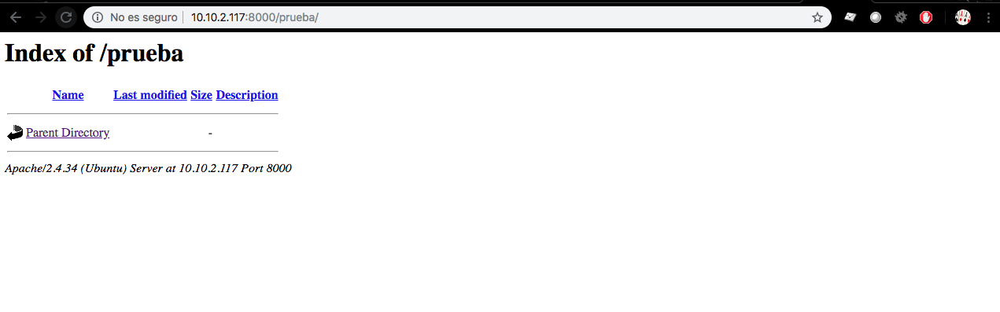 No es seguro | 10.10.2.117:8000/prueba/
Index of /prueba
Name Last modified Size Description
Parent Directory -
Apache/2.4.34 (Ubuntu) Server at 10.10.2.117 Port 8000